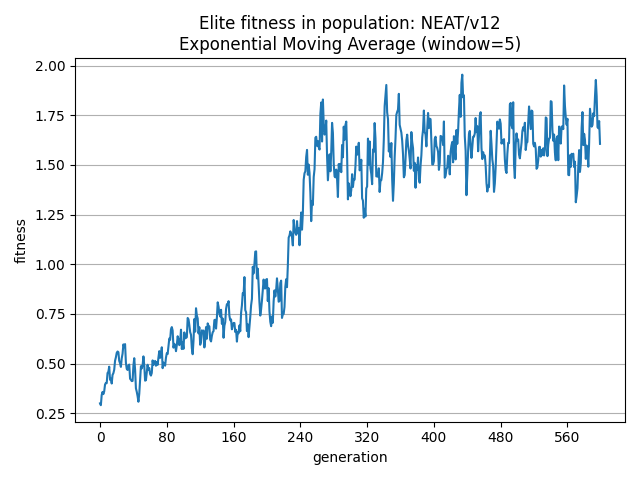 Elite fitness in population: NEAT/v12
Exponential Moving Average (window=5)
2.00
1.75
1.50
1.25
1.00
0.75
0.50
0.25
fitness
0 80 160 240 320 400 480 560
generation